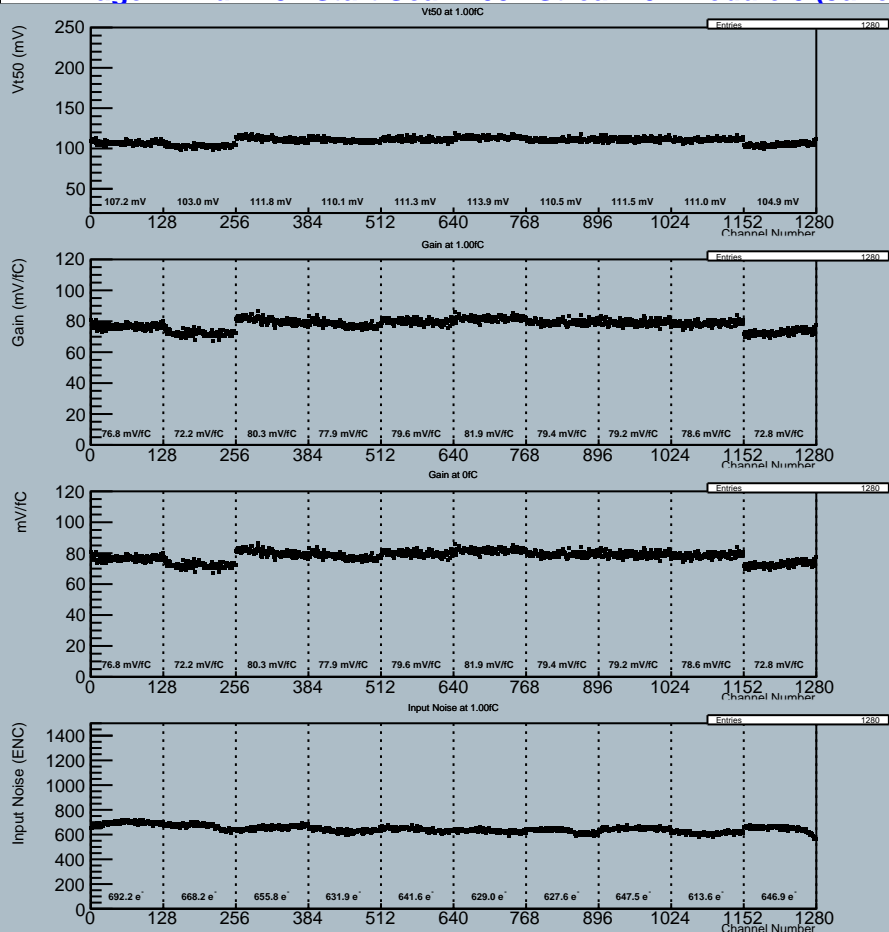 Vt50 at 1.00fC
Entries 1280
Vt50 (mV)
250
200
150
100
50
107.2 mV 103.0 mV 111.8 mV 110.1 mV 111.3 mV 113.9 mV 110.5 mV 111.5 mV 111.0 mV 104.9 mV
0 128 256 384 512 640 768 896 1024 1152 1280
Channel Number
Gain at 1.00fC
Entries 1280
Gain (mV/fC)
120
100
80
60
40
20
0
76.8 mV/fC 72.2 mV/fC 80.3 mV/fC 77.9 mV/fC 79.6 mV/fC 81.9 mV/fC 79.4 mV/fC 79.2 mV/fC 78.6 mV/fC 72.8 mV/fC
0 128 256 384 512 640 768 896 1024 1152 1280
Channel Number
Gain at 0fC
Entries 1280
mV/fC
120
100
80
60
40
20
0
76.8 mV/fC 72.2 mV/fC 80.3 mV/fC 77.9 mV/fC 79.6 mV/fC 81.9 mV/fC 79.4 mV/fC 79.2 mV/fC 78.6 mV/fC 72.8 mV/fC
0 128 256 384 512 640 768 896 1024 1152 1280
Channel Number
Input Noise at 1.00fC
Entries 1280
Input Noise (ENC)
1400
1200
1000
800
600
400
200
0
692.2 e⁻ 668.2 e⁻ 655.8 e⁻ 631.9 e⁻ 641.6 e⁻ 629.0 e⁻ 627.6 e⁻ 647.5 e⁻ 613.6 e⁻ 646.9 e⁻
0 128 256 384 512 640 768 896 1024 1152 1280
Channel Number